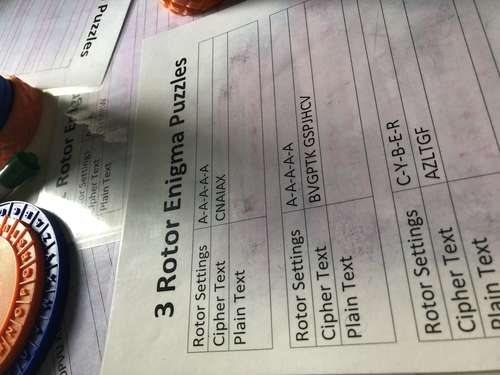 3 Rotor Enigma Puzzles
Rotor Settings A-A-A-A-A
Cipher Text CNAIAX
Plain Text
Rotor Settings A-A-A-A-A
Cipher Text BVGPTK GSPJHCV
Plain Text
Rotor Settings C-Y-B-E-R
Cipher Text AZLTGF
Plain Text
Puzzles
Rotor
Settings
Cipher Text
Plain Text